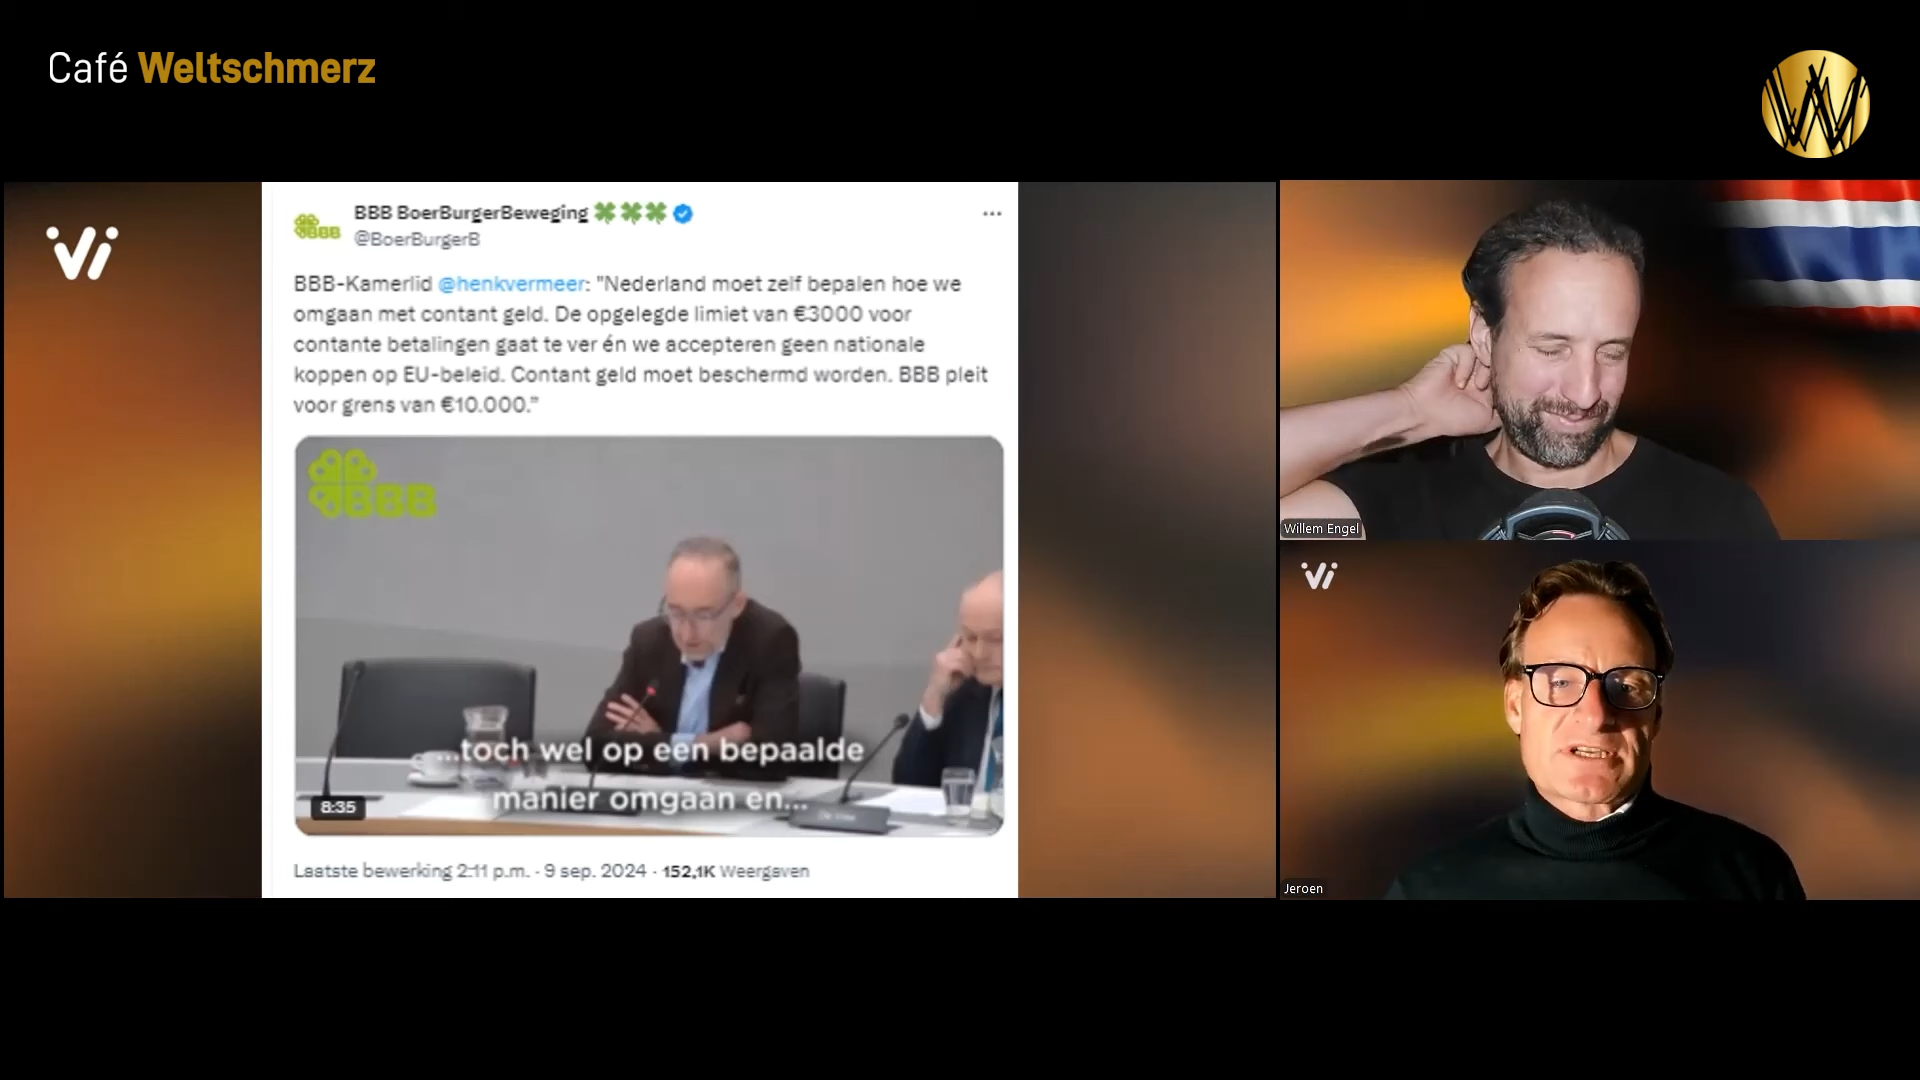 Café Weltschmerz
BBB BoerBurgerBeweging
@BoerBurgerB
BBB-Kamerlid @henkvermeer: "Nederland moet zelf bepalen hoe we
omgaan met contant geld. De opgelegde limiet van €3000 voor
contante betalingen gaat te ver én we accepteren geen nationale
koppen op EU-beleid. Contant geld moet beschermd worden. BBB pleit
voor grens van €10.000."
BBB
...toch wel op een bepaalde
manier omgaan en...
8:35
Laatste bewerking 2:11 p.m. · 9 sep. 2024 · 152,1K Weergaven
Willem Engel
Jeroen